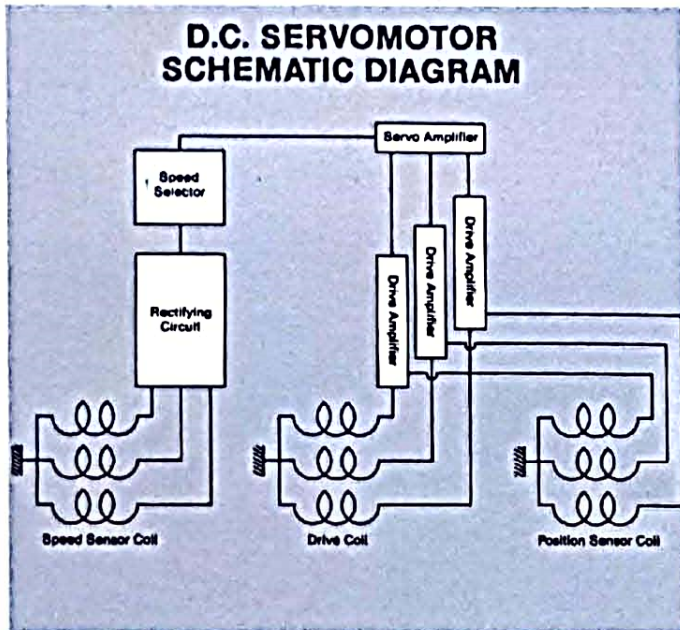 D.C. SERVOMOTOR
SCHEMATIC DIAGRAM
Servo Amplifier
Speed
Selector
Rectifying
Circuit
Drive Amplifier
Drive Amplifier
Drive Amplifier
Speed Sensor Coil
Drive Coil
Position Sensor Coil